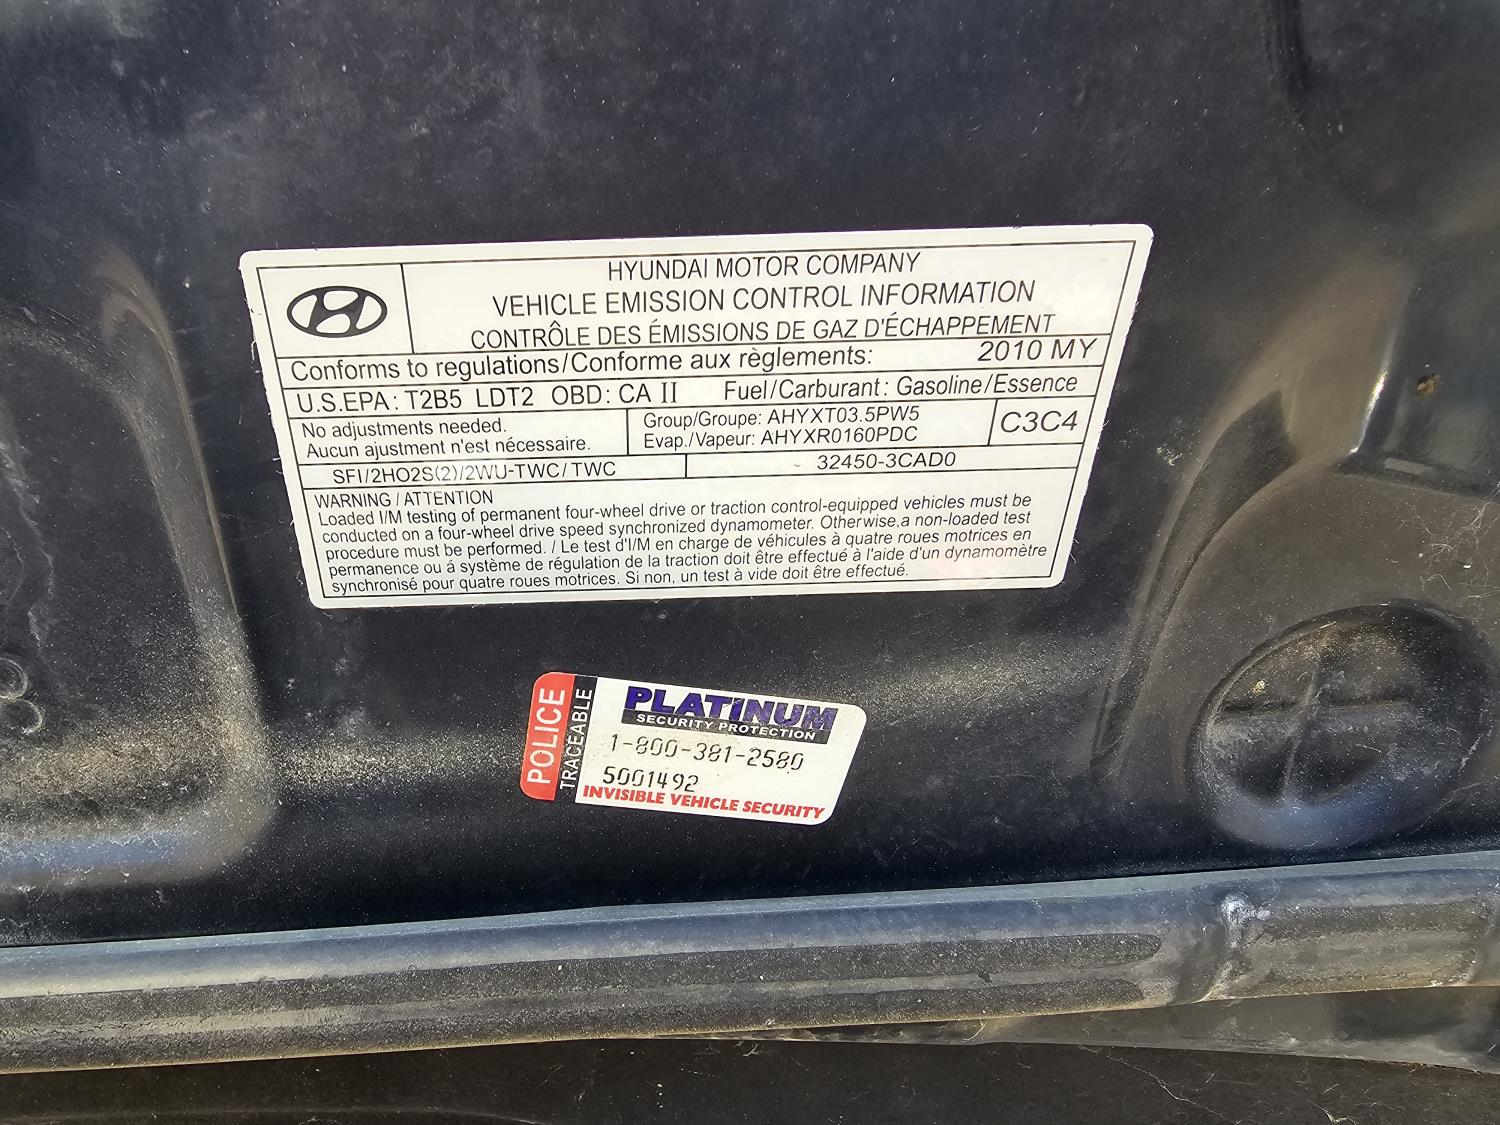 HYUNDAI MOTOR COMPANY
VEHICLE EMISSION CONTROL INFORMATION
CONTRÔLE DES ÉMISSIONS DE GAZ D'ÉCHAPPEMENT
Conforms to regulations/Conforme aux règlements: 2010 MY
U.S.EPA: T2B5 LDT2 OBD: CA II Fuel/Carburant: Gasoline/Essence
No adjustments needed.
Aucun ajustment n'est nécessaire.
Group/Groupe: AHYXT03.5PW5
Evap./Vapeur: AHYXR0160PDC
C3C4
SFI/2HO2S(2)/2WU-TWC/TWC
32450-3CAD0
WARNING / ATTENTION
Loaded I/M testing of permanent four-wheel drive or traction control-equipped vehicles must be
conducted on a four-wheel drive speed synchronized dynamometer. Otherwise,a non-loaded test
procedure must be performed. / Le test d'I/M en charge de véhicules à quatre roues motrices en
permanence ou á système de régulation de la traction doit être effectué à l'aide d'un dynamomètre
synchronisé pour quatre roues motrices. Si non, un test à vide doit être effectué.
POLICE
TRACEABLE
PLATINUM
SECURITY PROTECTION
1-800-381-2580
5001492
INVISIBLE VEHICLE SECURITY